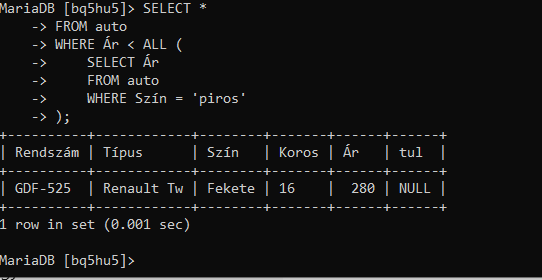 MariaDB [bq5hu5]> SELECT *
    -> FROM auto
    -> WHERE Ár < ALL (
    ->     SELECT Ár
    ->     FROM auto
    ->     WHERE Szín = 'piros'
    -> );
+----------+------------+--------+-------+------+------+
| Rendszám | Típus      | Szín   | Koros | Ár   | tul  |
+----------+------------+--------+-------+------+------+
| GDF-525  | Renault Tw | Fekete | 16    |  280 | NULL |
+----------+------------+--------+-------+------+------+
1 row in set (0.001 sec)
MariaDB [bq5hu5]>